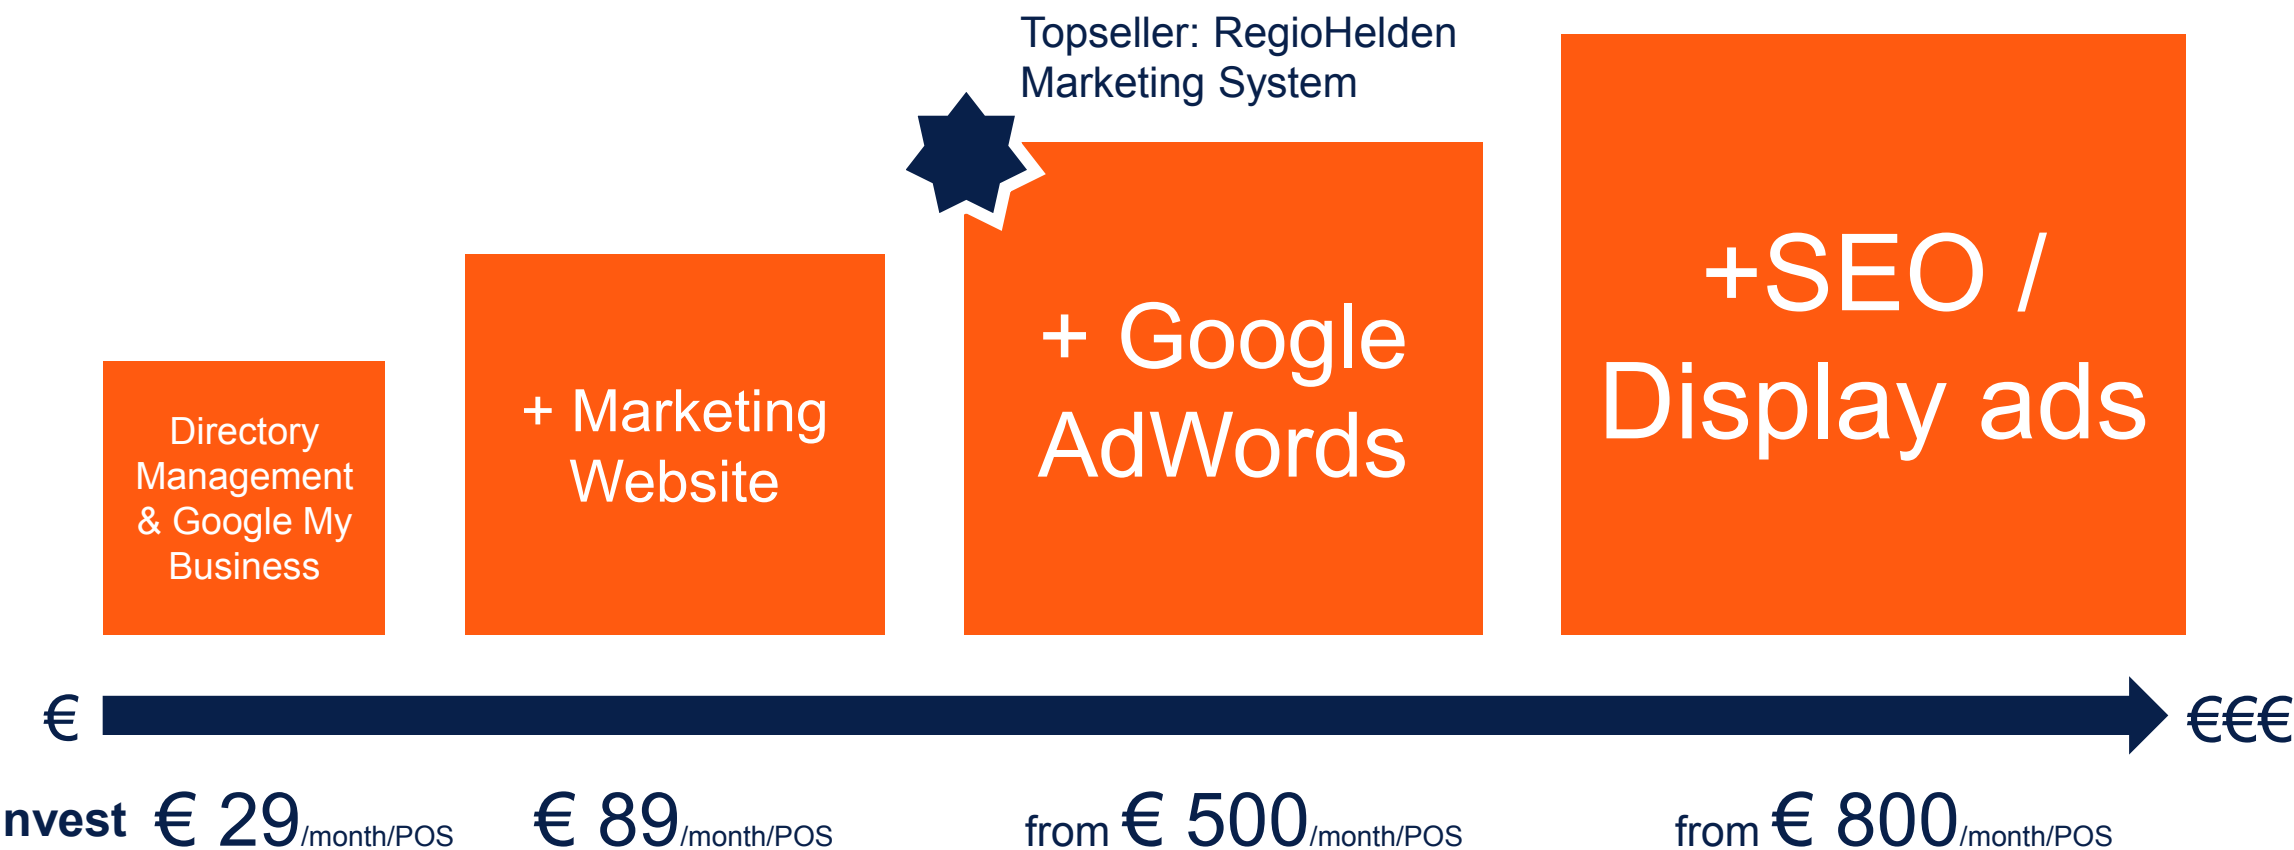 Topseller: RegioHelden
Marketing System
Directory
Management
& Google My
Business
+ Marketing
Website
+ Google
AdWords
+SEO /
Display ads
€
€€€
nvest € 29/month/POS
€ 89/month/POS
from € 500/month/POS
from € 800/month/POS